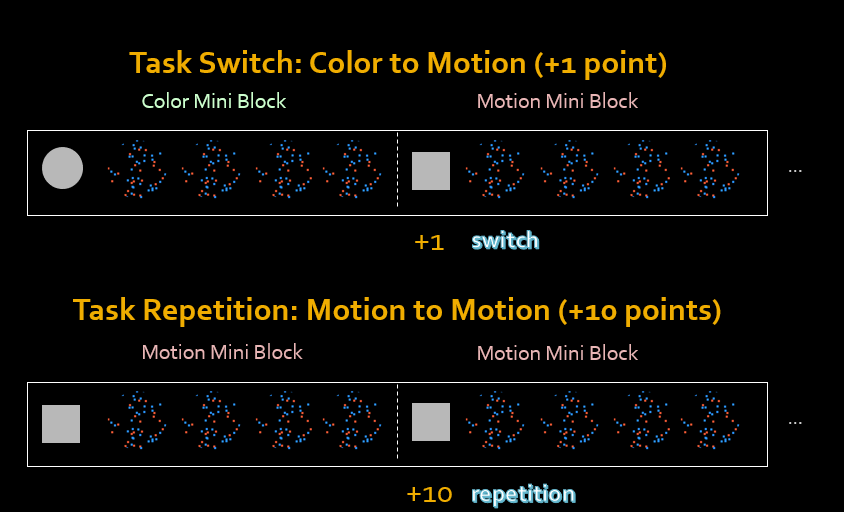 Task Switch: Color to Motion (+1 point)
Color Mini Block Motion Mini Block
...
+1 switch
Task Repetition: Motion to Motion (+10 points)
Motion Mini Block Motion Mini Block
...
+10 repetition